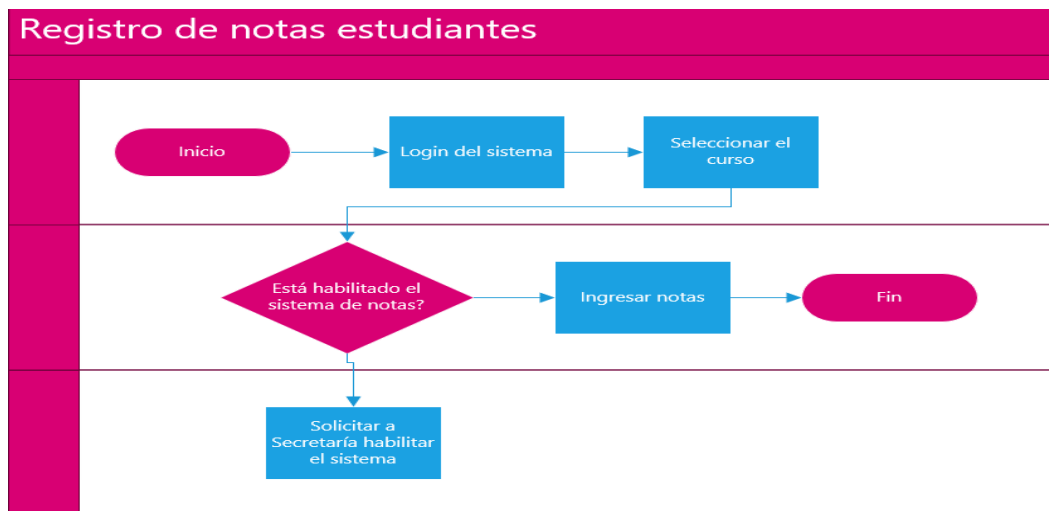 Registro de notas estudiantes
Inicio
Login del sistema
Seleccionar el
curso
Está habilitado el
sistema de notas?
Ingresar notas
Fin
Solicitar a
Secretaría habilitar
el sistema